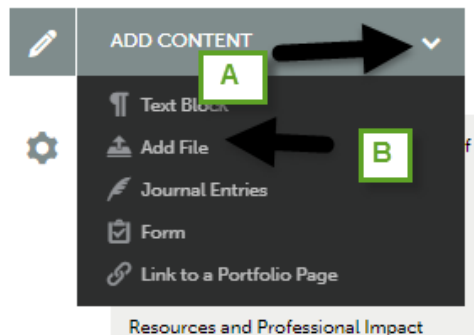 ADD CONTENT
A
Text Block
Add File
B
f
Journal Entries
Form
Link to a Portfolio Page
Resources and Professional Impact